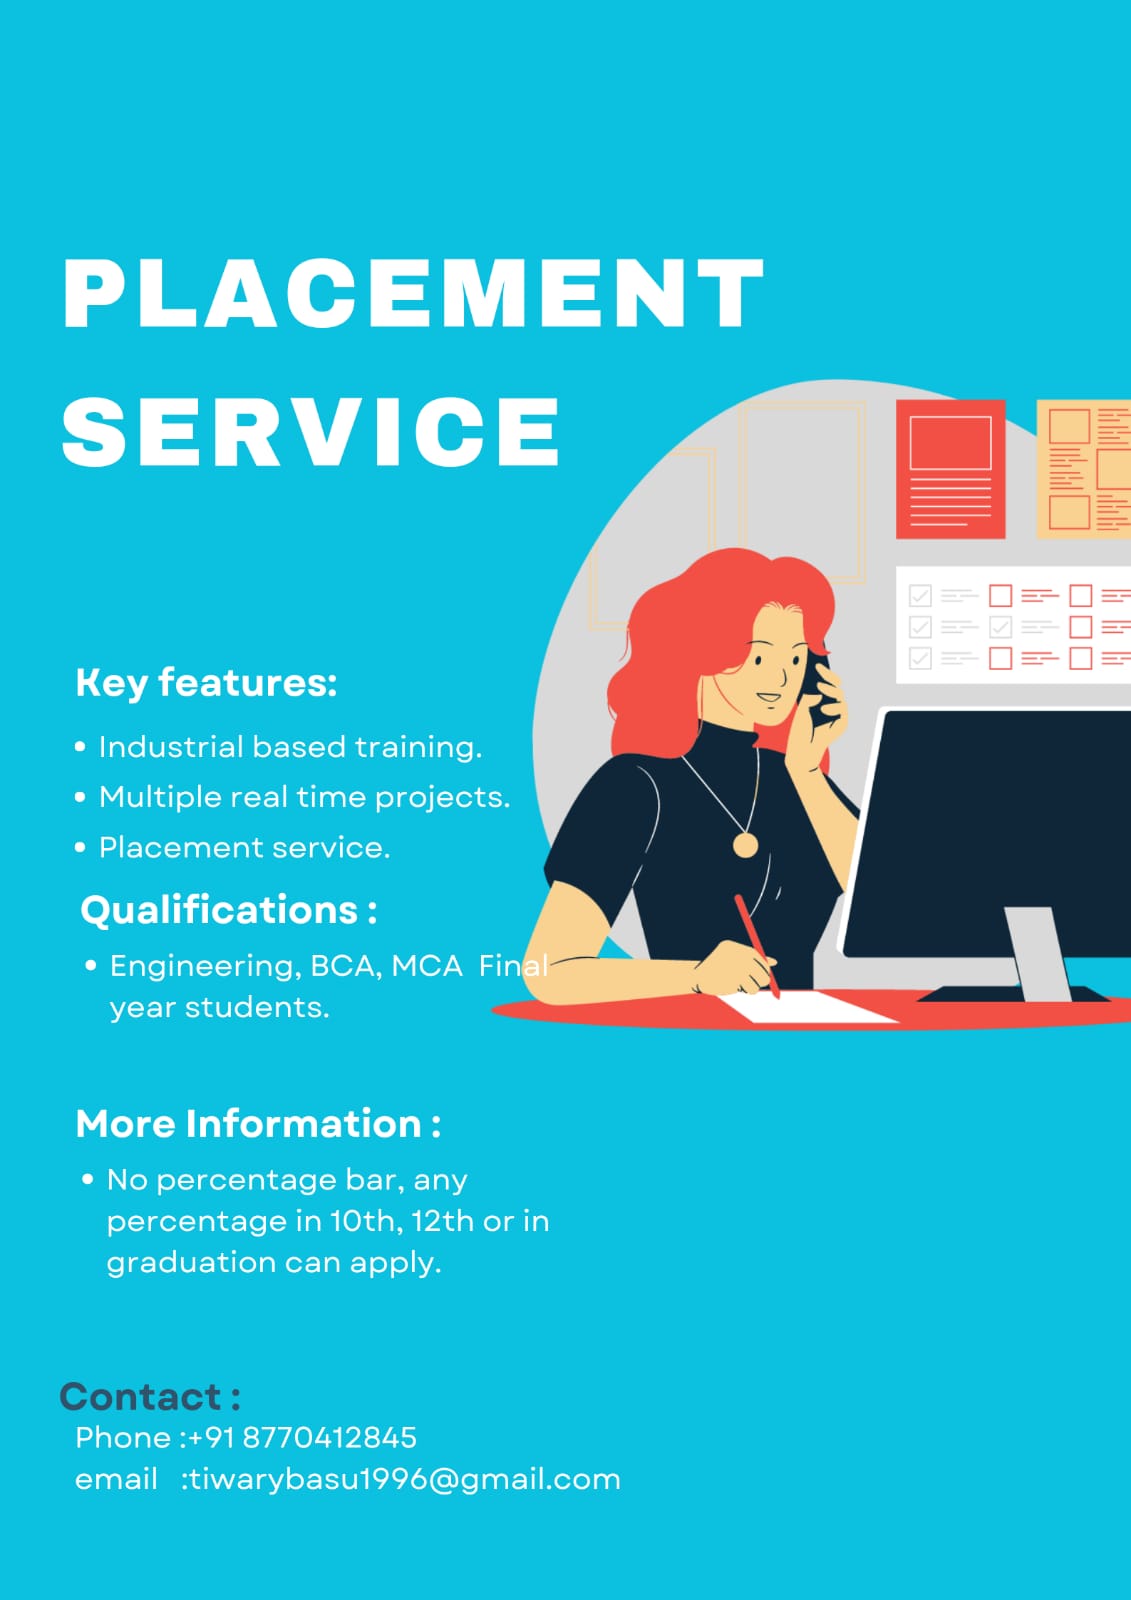 PLACEMENT
SERVICE
Key features:
• Industrial based training.
• Multiple real time projects.
• Placement service.
Qualifications :
• Engineering, BCA, MCA  Final
year students.
More Information :
• No percentage bar, any
percentage in 10th, 12th or in
graduation can apply.
Contact :
Phone :+91 8770412845
email   :tiwarybasu1996@gmail.com